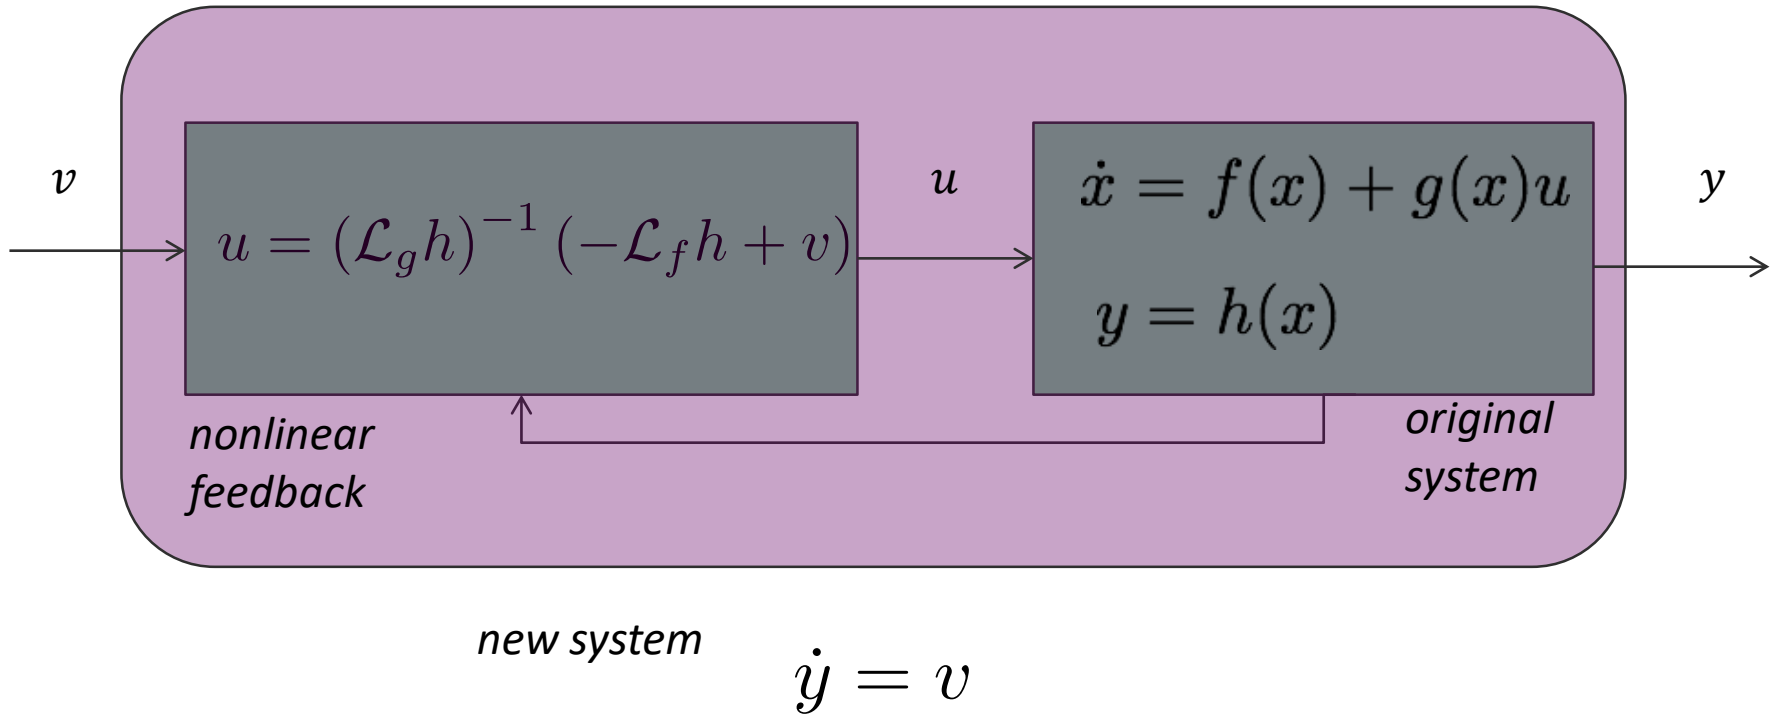 v
u = (ℒ_g h)^{-1} (-ℒ_f h + v)
u
ẋ = f(x) + g(x)u
y = h(x)
y
nonlinear
feedback
original
system
new system
ẏ = v